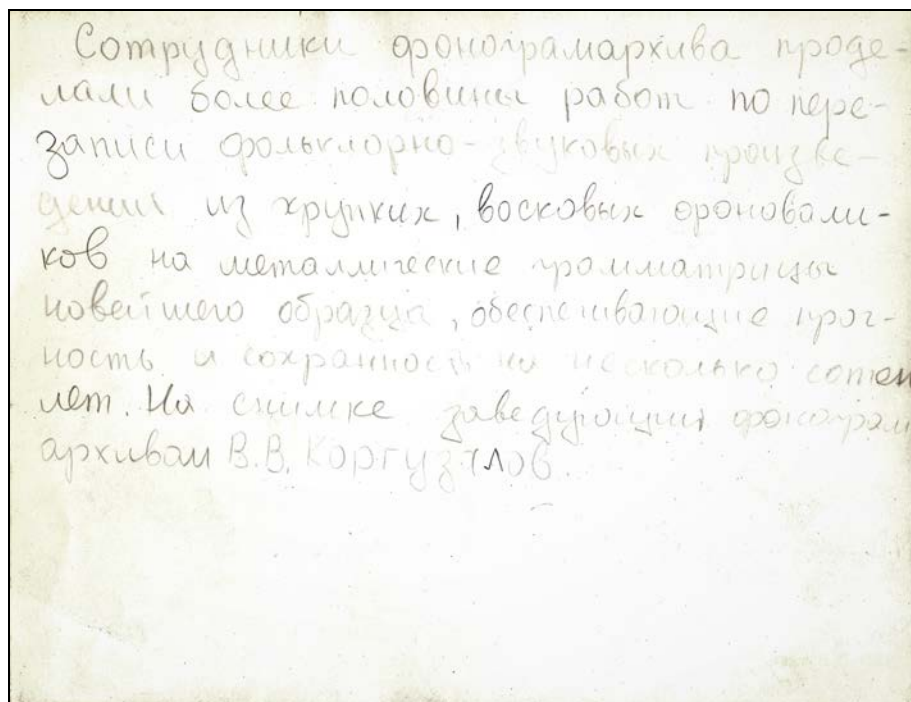 Сотрудники фонограмархива проде-
лали более половины работ по пере-
записи фольклорно-звуковых произве-
дений из хрупких, восковых фоновали-
ков на металлические грамматрицы
новейшего образца, обеспечивающие проч-
ность и сохранность на несколько сотен
лет. На снимке заведующий фонограм
архивом В.В. Коргузалов.